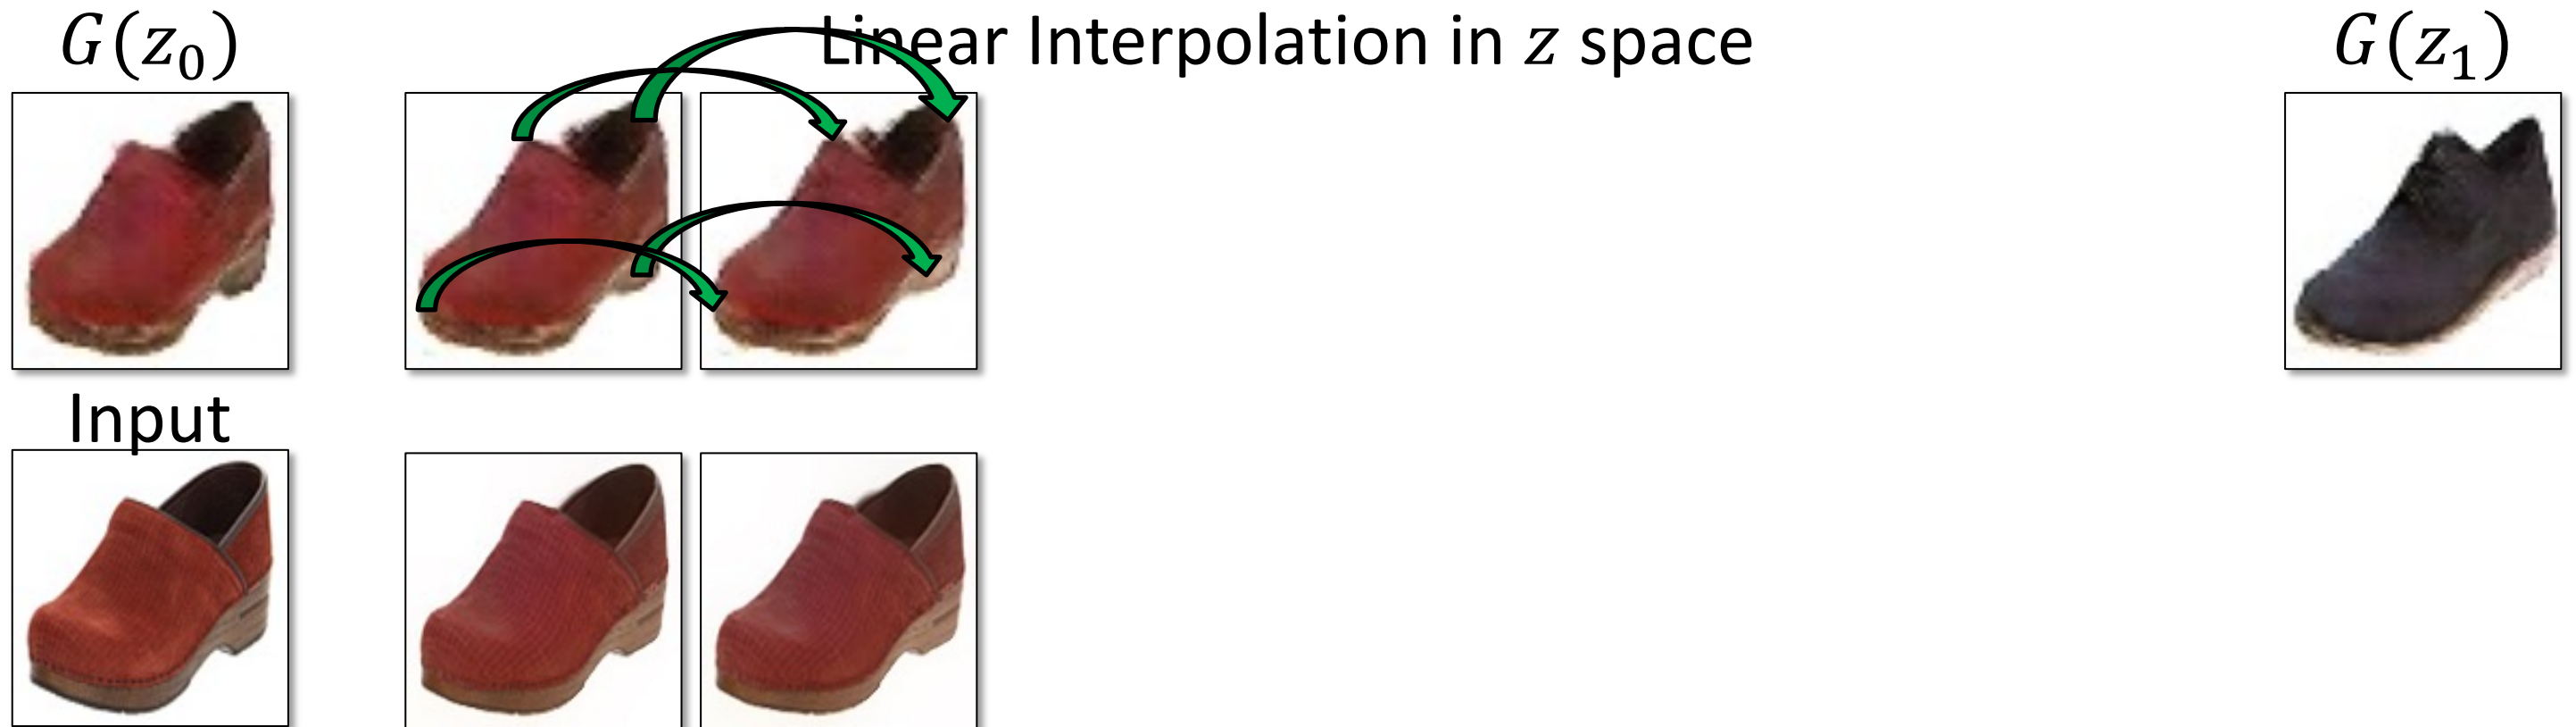 G(z₀)
Linear Interpolation in z space
G(z₁)
Input